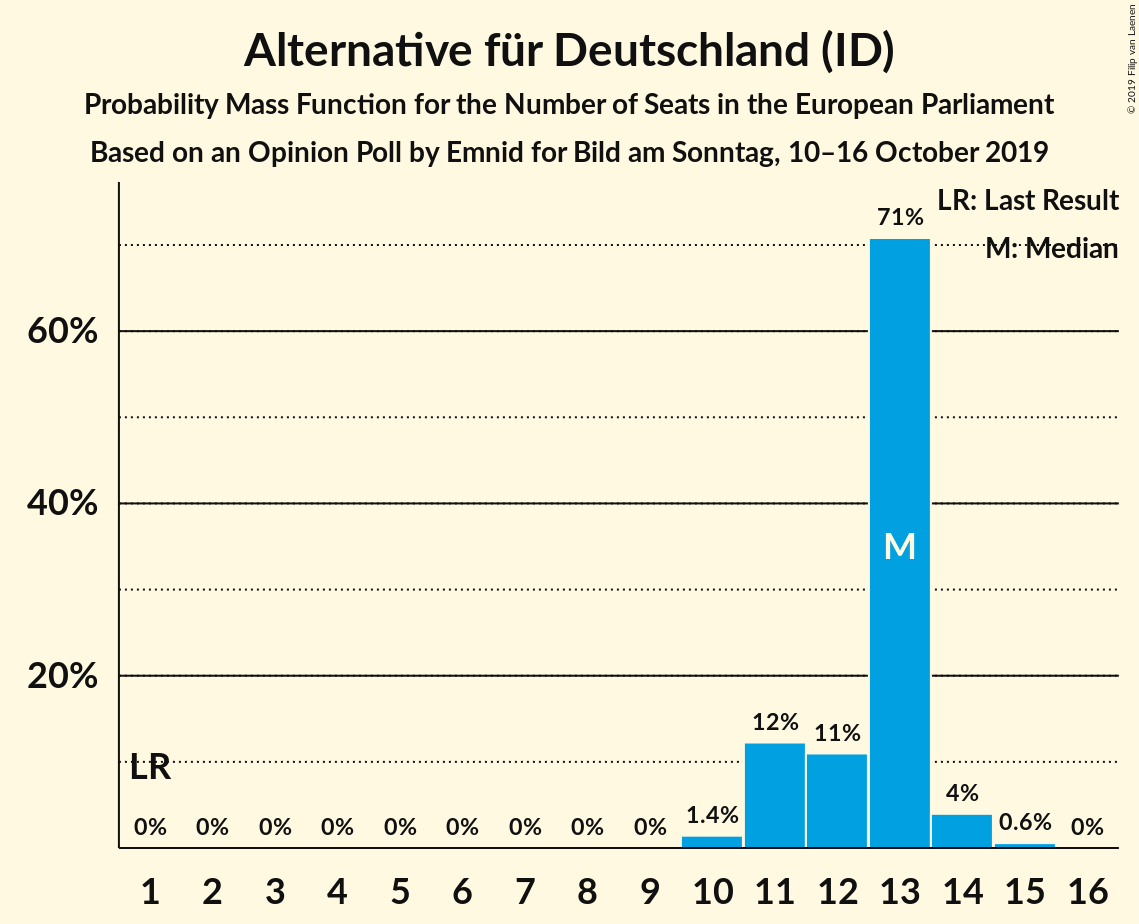 Alternative für Deutschland (ID)
Probability Mass Function for the Number of Seats in the European Parliament
Based on an Opinion Poll by Emnid for Bild am Sonntag, 10–16 October 2019
© 2019 Filip van Laenen
LR: Last Result
M: Median
60%
40%
20%
LR
M
0%
0%
0%
0%
0%
0%
0%
0%
0%
1.4%
12%
11%
71%
4%
0.6%
0%
1 2 3 4 5 6 7 8 9 10 11 12 13 14 15 16